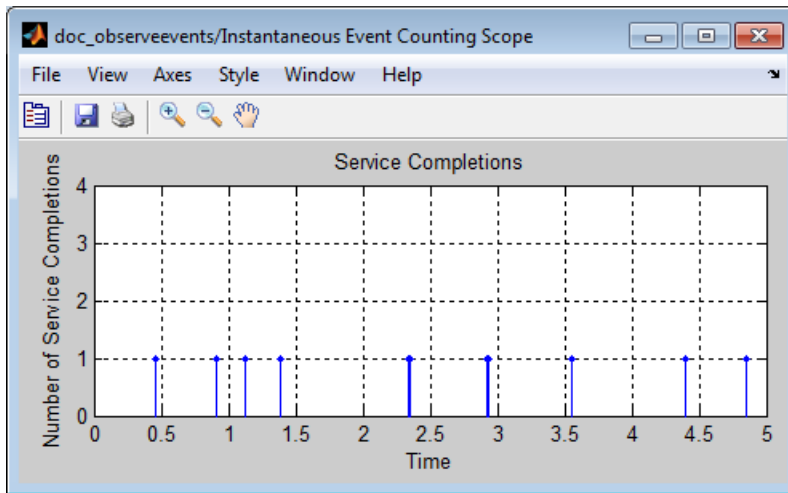 doc_observeevents/Instantaneous Event Counting Scope
File View Axes Style Window Help
Service Completions
Number of Service Completions
4
3
2
1
0
0 0.5 1 1.5 2 2.5 3 3.5 4 4.5 5
Time